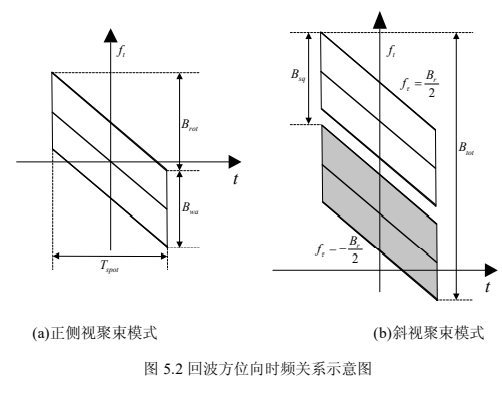 f_t
f_t
B_sq
f_τ = B_r/2
B_rot
B_tot
t
B_wa
f_τ = −B_r/2
T_spot
t
(a)正侧视聚束模式
(b)斜视聚束模式
图 5.2 回波方位向时频关系示意图